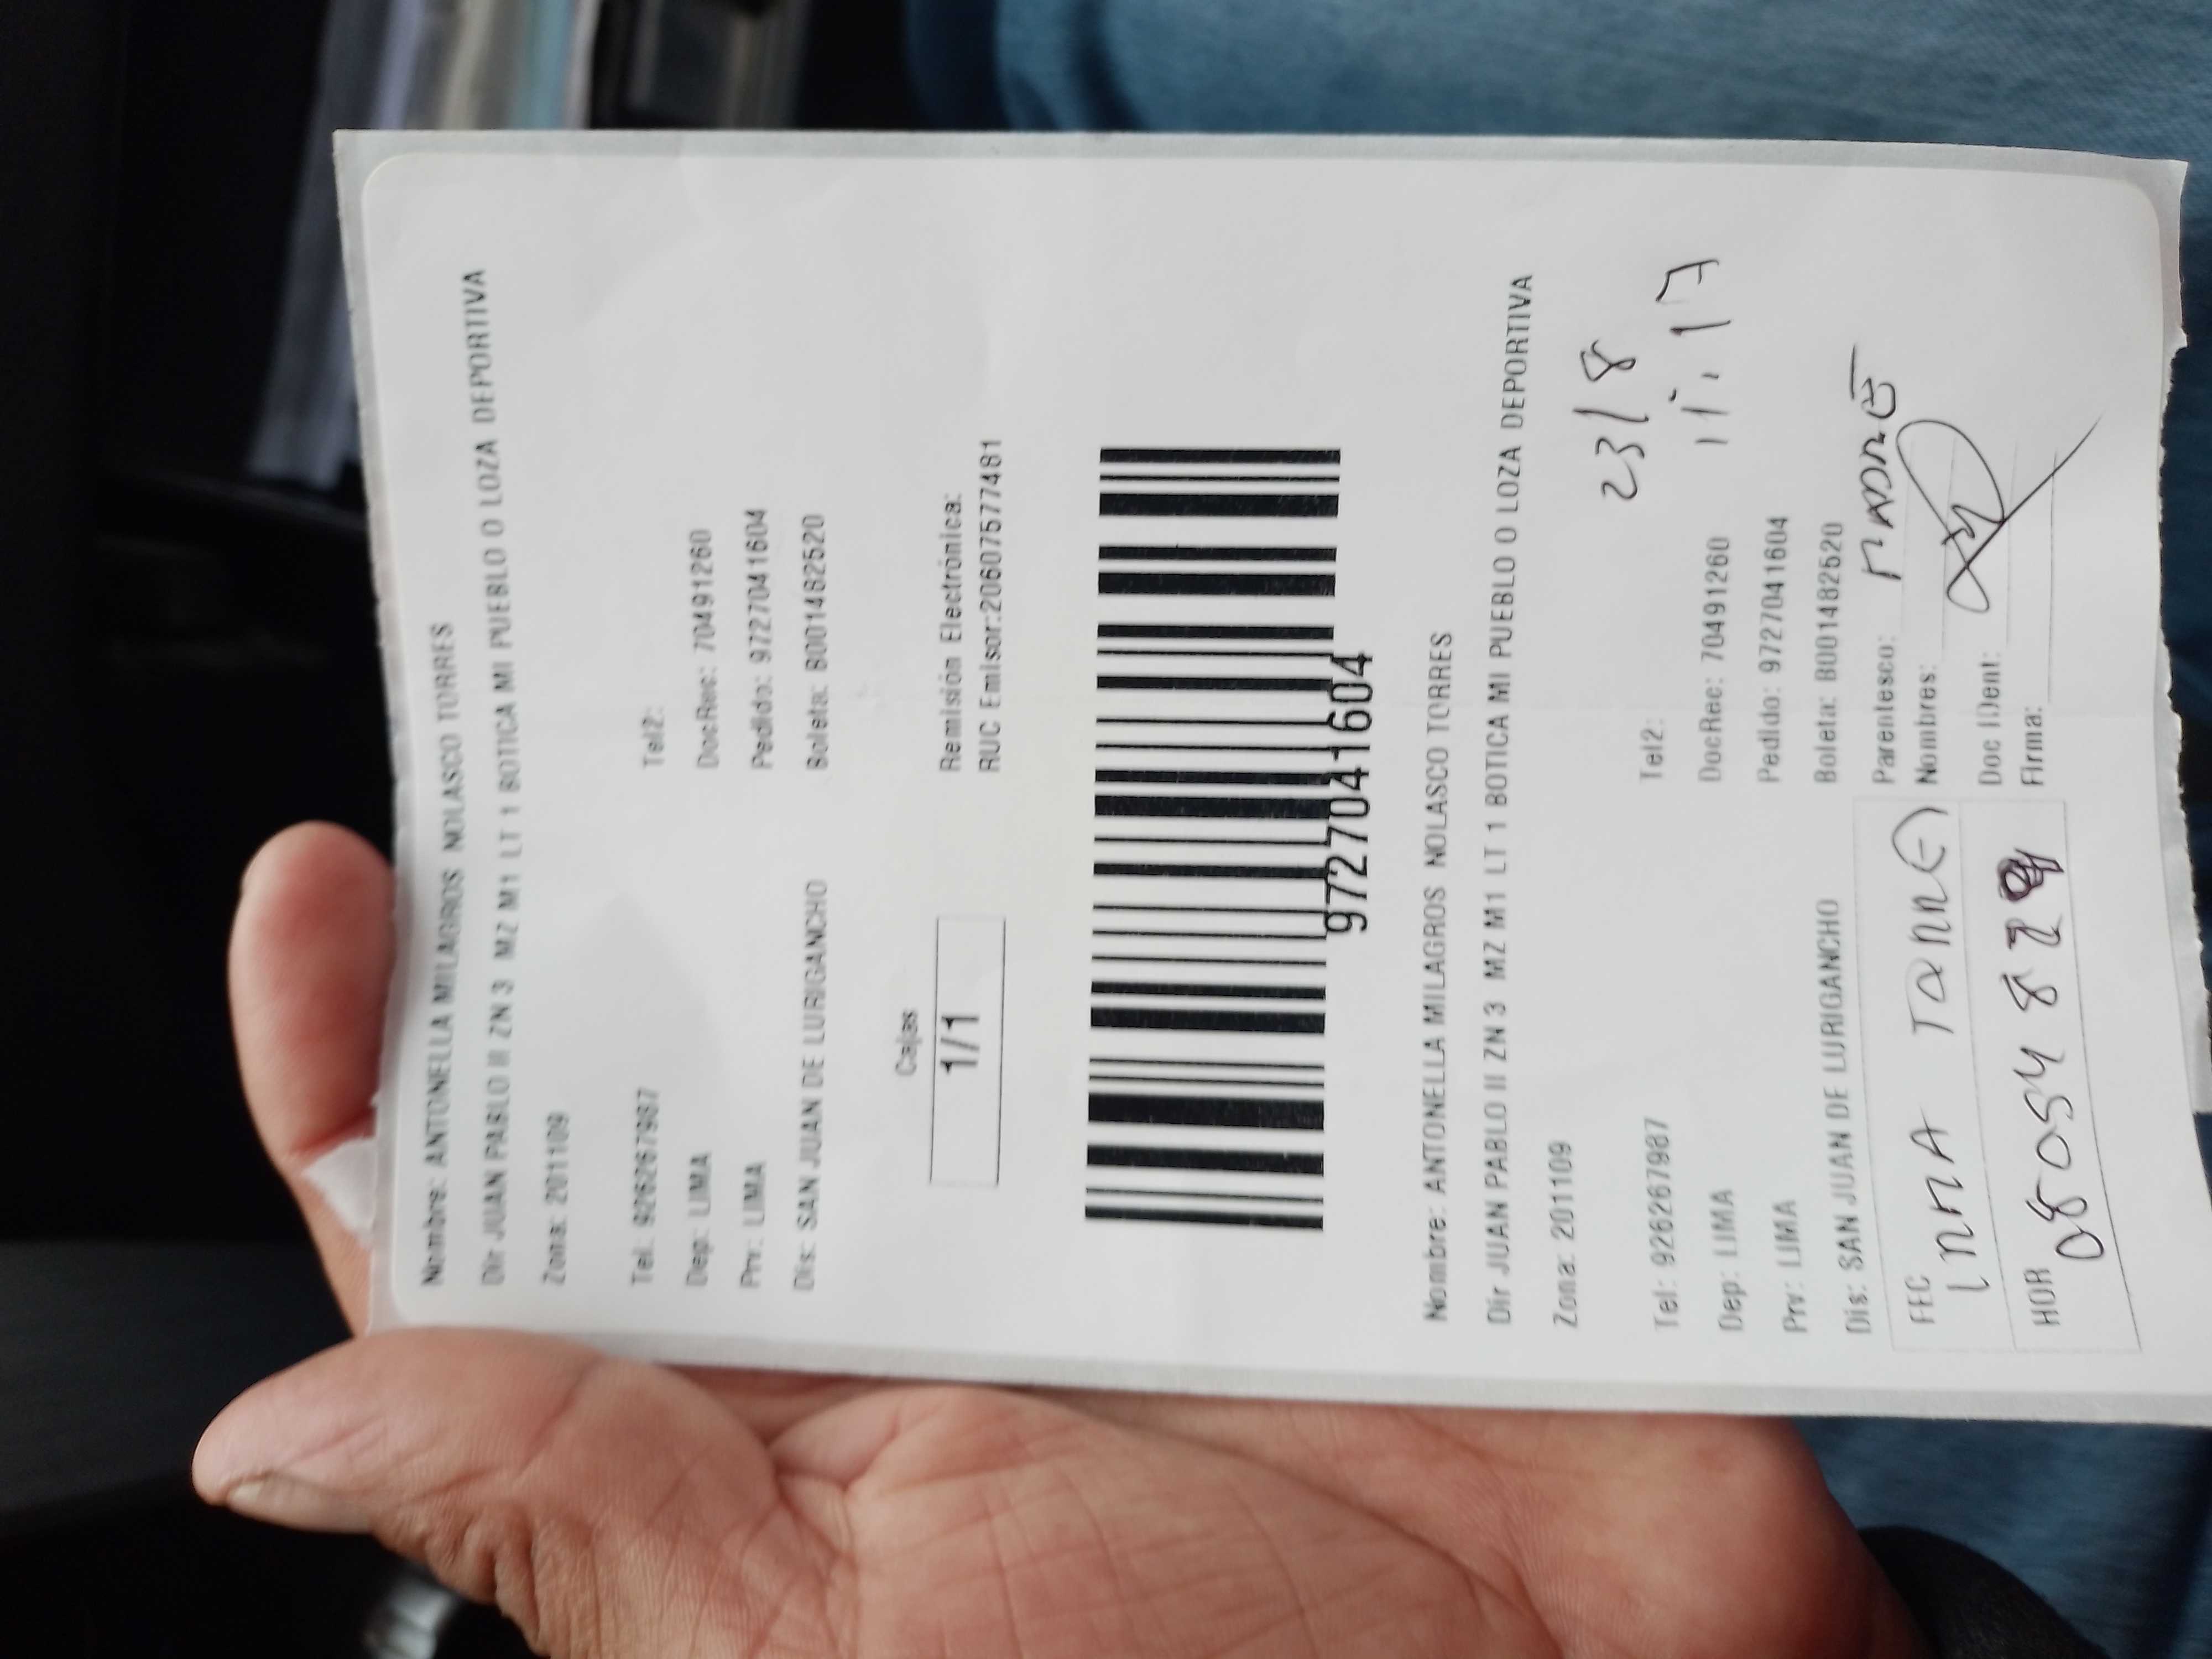 Nombre: ANTONELLA MILAGROS NOLASCO TORRES
Dir JUAN PABLO II ZN 3 MZ M1 LT 1 BOTICA MI PUEBLO O LOZA DEPORTIVA
Zona: 201109
Tel: 926267987 Tel2:
Dep: LIMA DocRec: 70491260
Prv: LIMA Pedido: 9727041604
Dis: SAN JUAN DE LURIGANCHO Boleta: B001482520
Cajas
1/1
Remisión Electrónica:
RUC Emisor:20607577481
9727041604
Nombre: ANTONELLA MILAGROS NOLASCO TORRES
Dir JUAN PABLO II ZN 3 MZ M1 LT 1 BOTICA MI PUEBLO O LOZA DEPORTIVA
Zona: 201109
23/8
11:17
Tel: 926267987 Tel2:
Dep: LIMA DocRec: 70491260
Prv: LIMA Pedido: 9727041604
Dis: SAN JUAN DE LURIGANCHO Boleta: B001482520
FEC
Parentesco:
Nombres:
HOR
Doc IDent:
Firma: